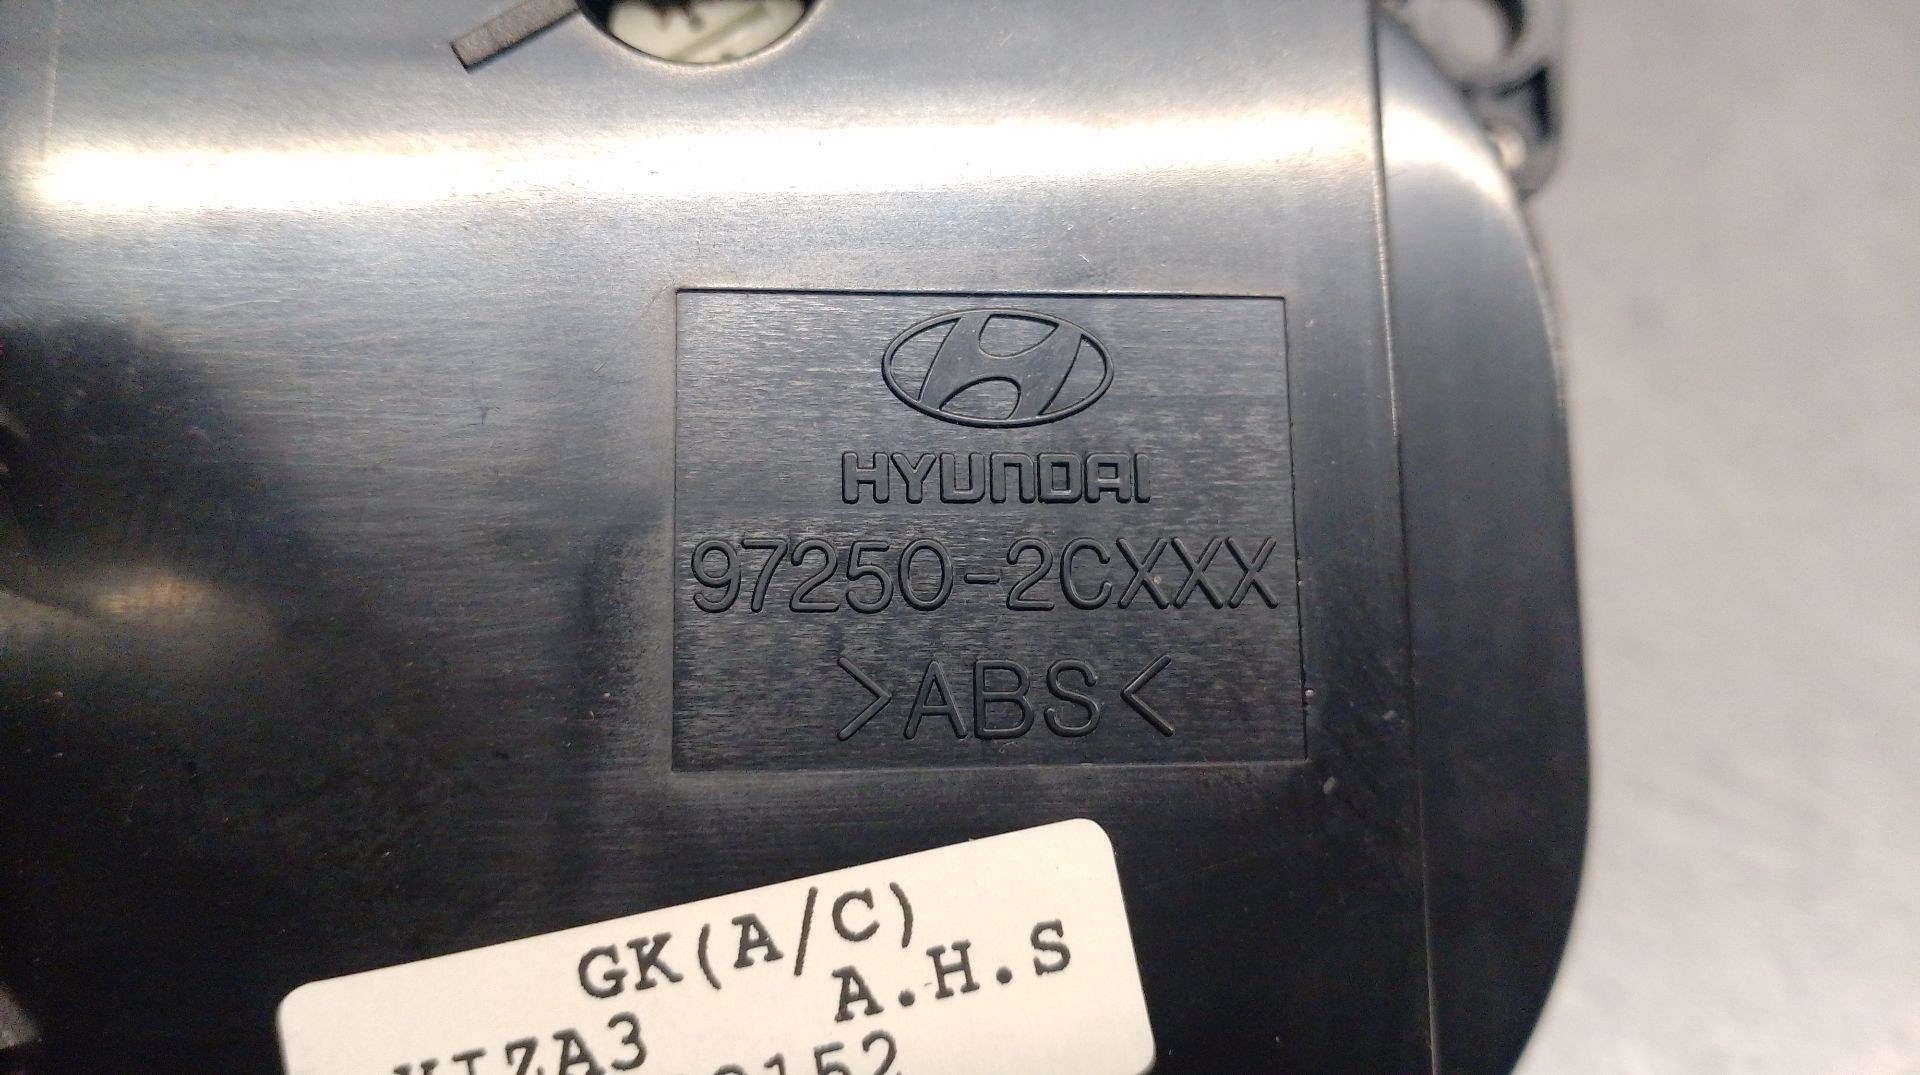 HYUNDAI
97250-2CXXX
>ABS<
GK(A/C)
A.H.S